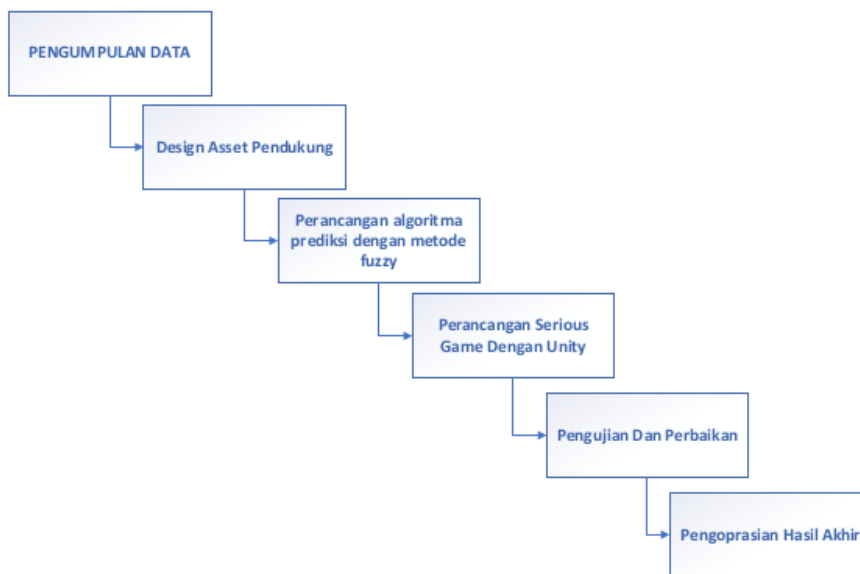 PENGUMPULAN DATA
Design Asset Pendukung
Perancangan algoritma
prediksi dengan metode
fuzzy
Perancangan Serious
Game Dengan Unity
Pengujian Dan Perbaikan
Pengoprasian Hasil Akhir